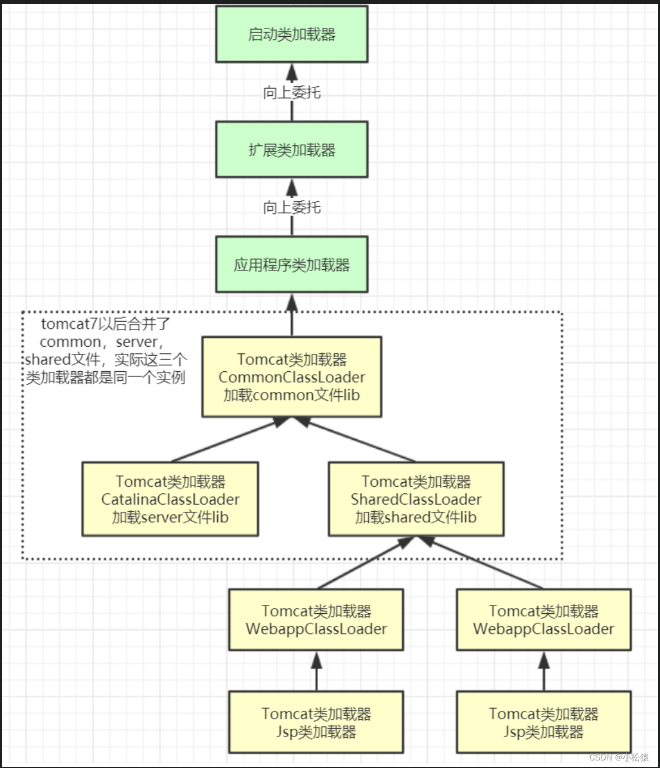 启动类加载器
向上委托
扩展类加载器
向上委托
应用程序类加载器
tomcat7以后合并了
common，server，
shared文件，实际这三个
类加载器都是同一个实例
Tomcat类加载器
CommonClassLoader
加载common文件lib
Tomcat类加载器
CatalinaClassLoader
加载server文件lib
Tomcat类加载器
SharedClassLoader
加载shared文件lib
Tomcat类加载器
WebappClassLoader
Tomcat类加载器
WebappClassLoader
Tomcat类加载器
Jsp类加载器
Tomcat类加载器
Jsp类加载器
CSDN @小松猿